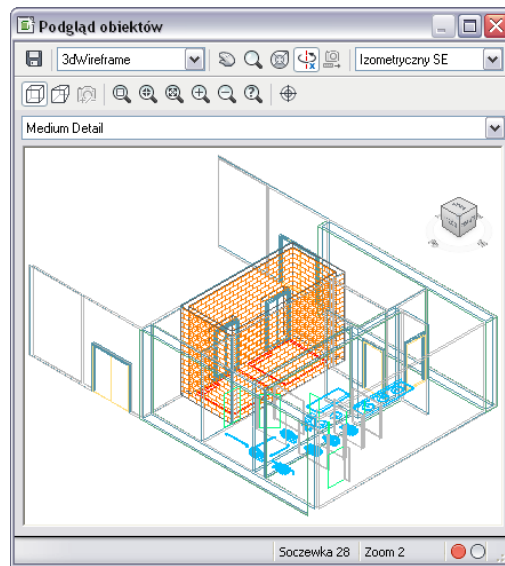 Podgląd obiektów
3dWireframe
Izometryczny SE
Medium Detail
Soczewka 28 Zoom 2